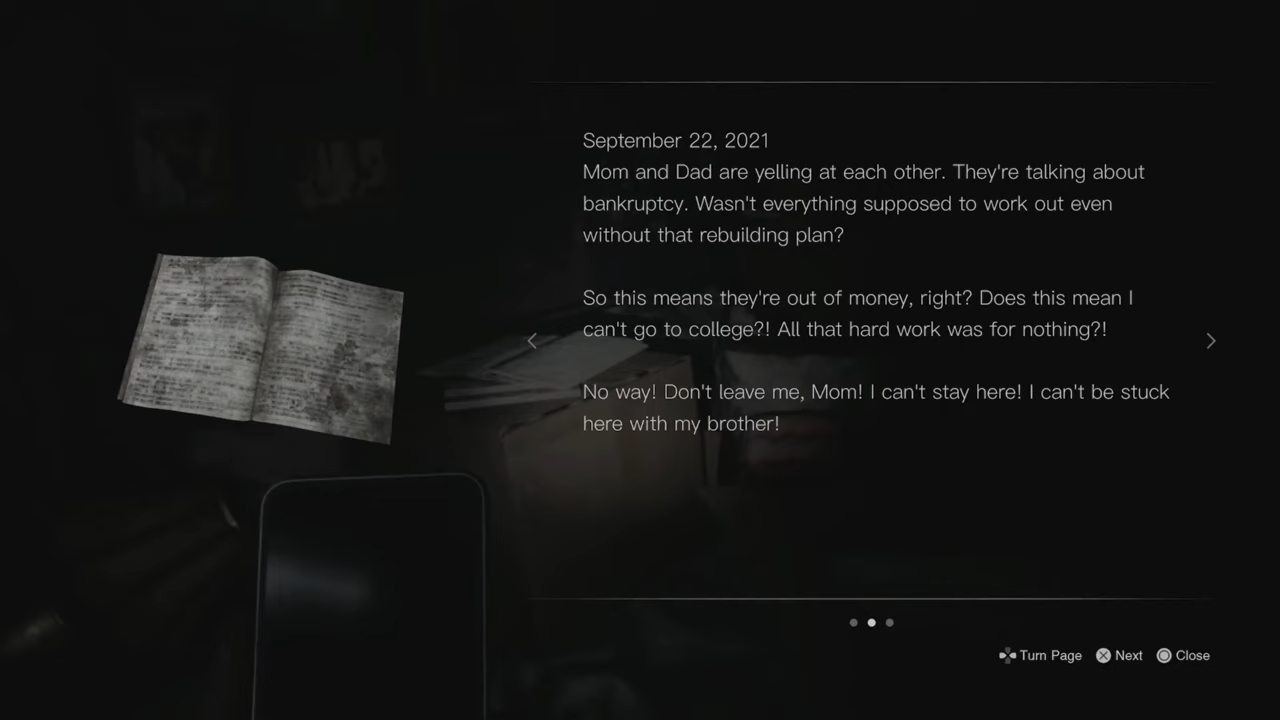 September 22, 2021
Mom and Dad are yelling at each other. They're talking about
bankruptcy. Wasn't everything supposed to work out even
without that rebuilding plan?
So this means they're out of money, right? Does this mean I
can't go to college?! All that hard work was for nothing?!
No way! Don't leave me, Mom! I can't stay here! I can't be stuck
here with my brother!
Turn Page Next Close